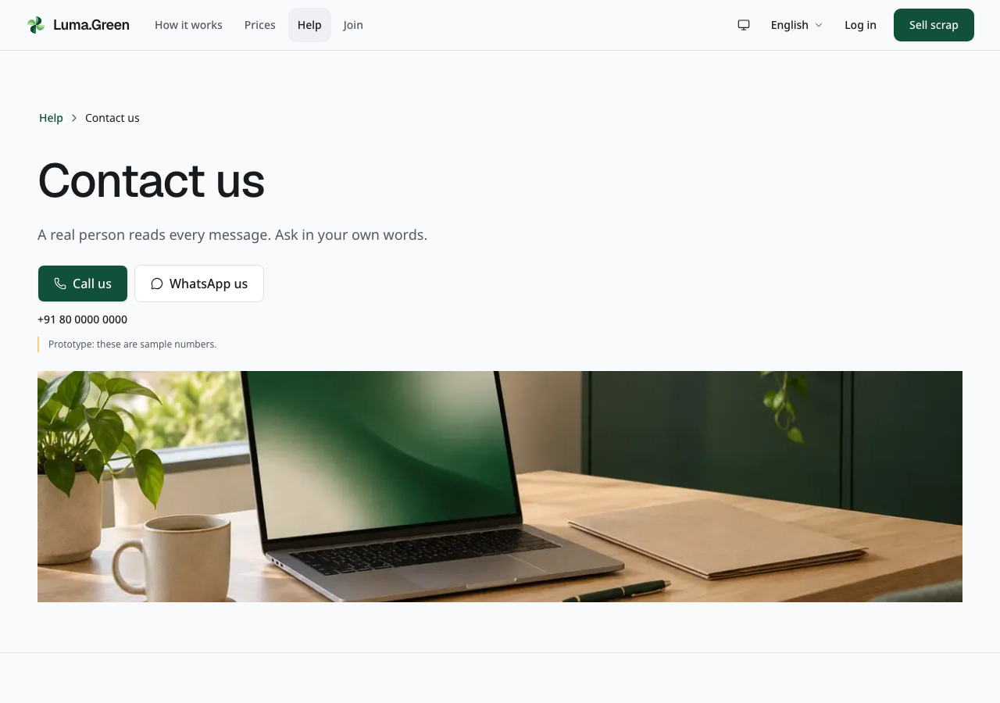 Luma.Green How it works Prices Help Join English Log in Sell scrap
Help Contact us
Contact us
A real person reads every message. Ask in your own words.
Call us WhatsApp us
+91 80 0000 0000
Prototype: these are sample numbers.